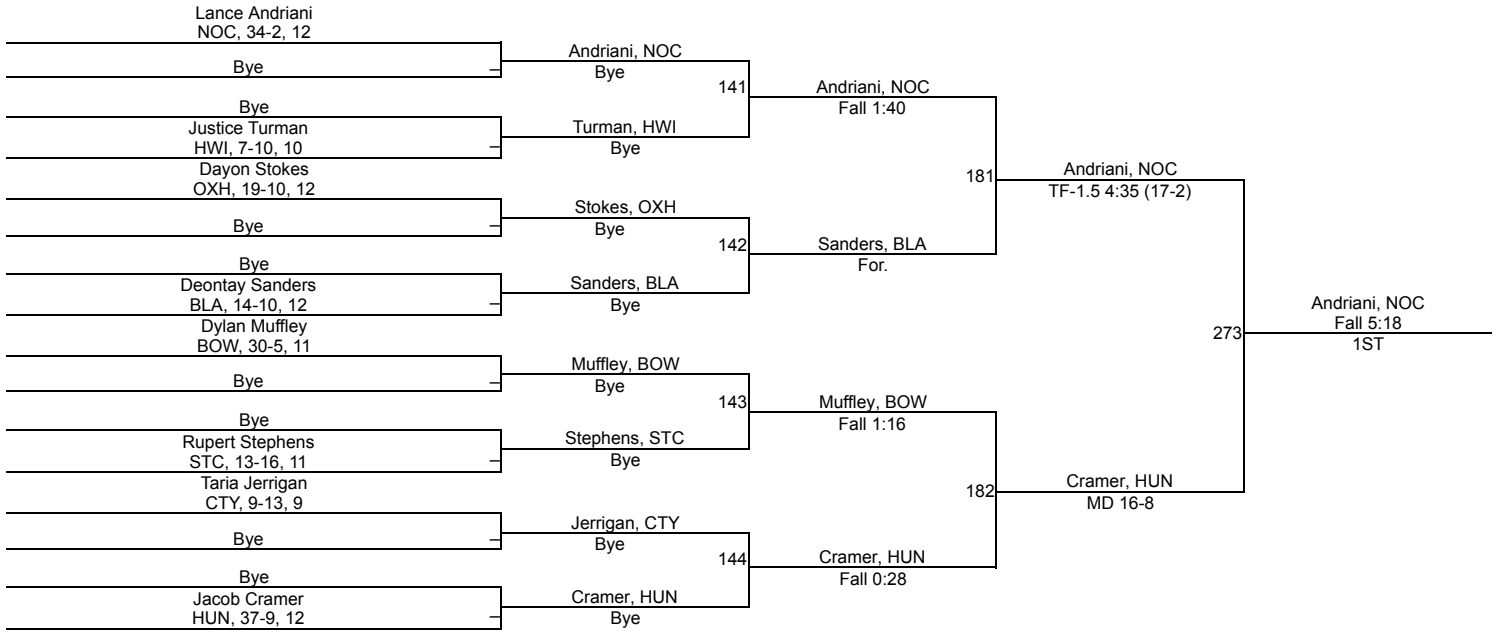 Lance Andriani
NOC, 34-2, 12
Bye
Bye
Justice Turman
HWI, 7-10, 10
Dayon Stokes
OXH, 19-10, 12
Bye
Bye
Deontay Sanders
BLA, 14-10, 12
Dylan Muffley
BOW, 30-5, 11
Bye
Bye
Rupert Stephens
STC, 13-16, 11
Taria Jerrigan
CTY, 9-13, 9
Bye
Bye
Jacob Cramer
HUN, 37-9, 12
Andriani, NOC
Bye
141
Turman, HWI
Bye
Stokes, OXH
Bye
142
Sanders, BLA
Bye
Muffley, BOW
Bye
143
Stephens, STC
Bye
Jerrigan, CTY
Bye
144
Cramer, HUN
Bye
Andriani, NOC
Fall 1:40
181
Sanders, BLA
For.
Muffley, BOW
Fall 1:16
182
Cramer, HUN
Fall 0:28
Andriani, NOC
TF-1.5 4:35 (17-2)
273
Cramer, HUN
MD 16-8
Andriani, NOC
Fall 5:18
1ST